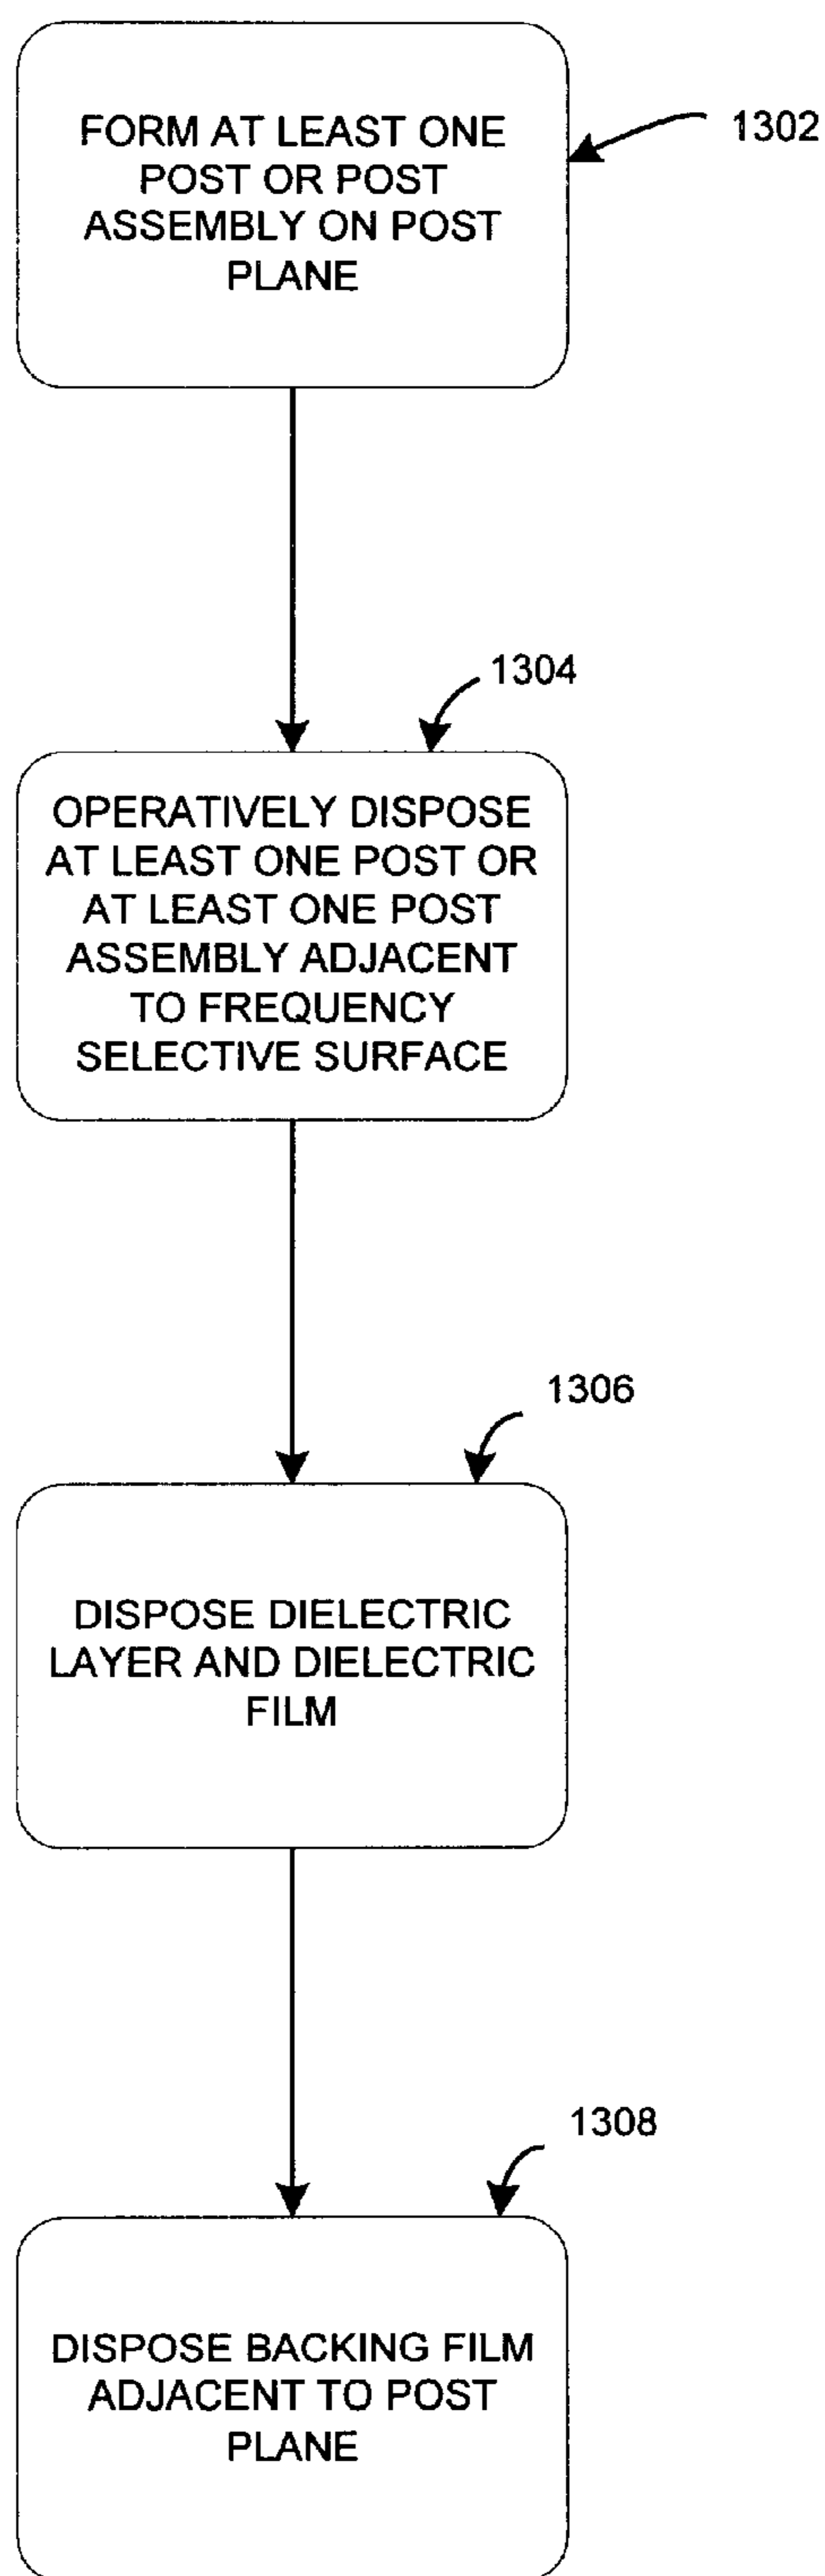 FORM AT LEAST ONE
POST OR POST
ASSEMBLY ON POST
PLANE
1302
1304
OPERATIVELY DISPOSE
AT LEAST ONE POST OR
AT LEAST ONE POST
ASSEMBLY ADJACENT
TO FREQUENCY
SELECTIVE SURFACE
1306
DISPOSE DIELECTRIC
LAYER AND DIELECTRIC
FILM
1308
DISPOSE BACKING FILM
ADJACENT TO POST
PLANE